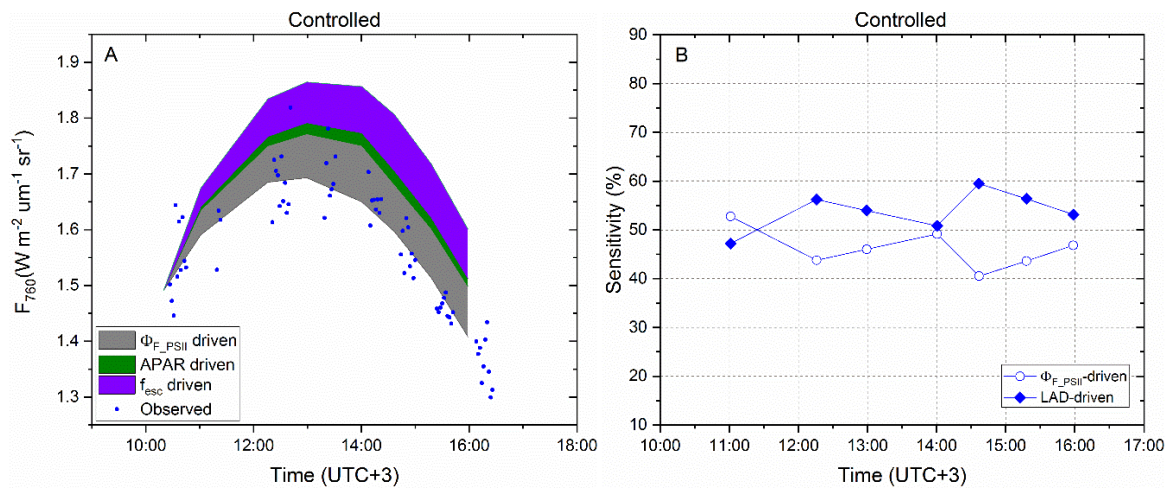 Controlled
A
1.9
1.8
1.7
1.6
1.5
1.4
1.3
F760(W m-2 um-1 sr-1)
ΦF_PSII driven
APAR driven
fesc driven
Observed
10:00 12:00 14:00 16:00 18:00
Time (UTC+3)
Controlled
B
90
80
70
60
50
40
30
20
10
Sensitivity (%)
ΦF_PSII-driven
LAD-driven
10:00 11:00 12:00 13:00 14:00 15:00 16:00 17:00
Time (UTC+3)